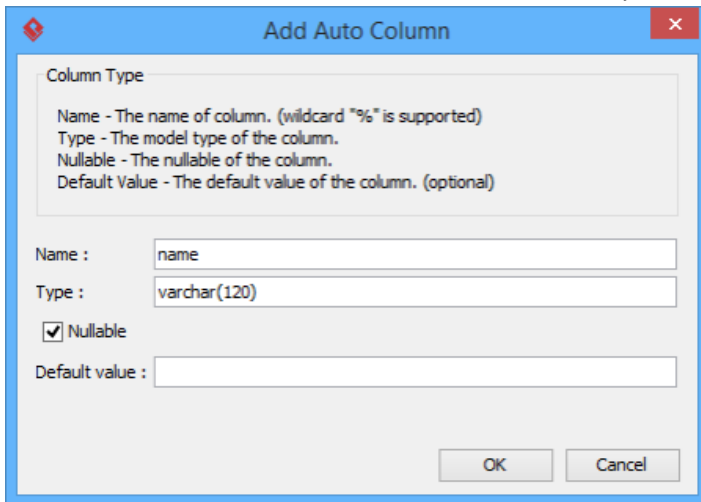 Add Auto Column
Column Type
Name - The name of column. (wildcard "%" is supported)
Type - The model type of the column.
Nullable - The nullable of the column.
Default Value - The default value of the column. (optional)
Name : name
Type : varchar(120)
Nullable
Default value :
OK Cancel